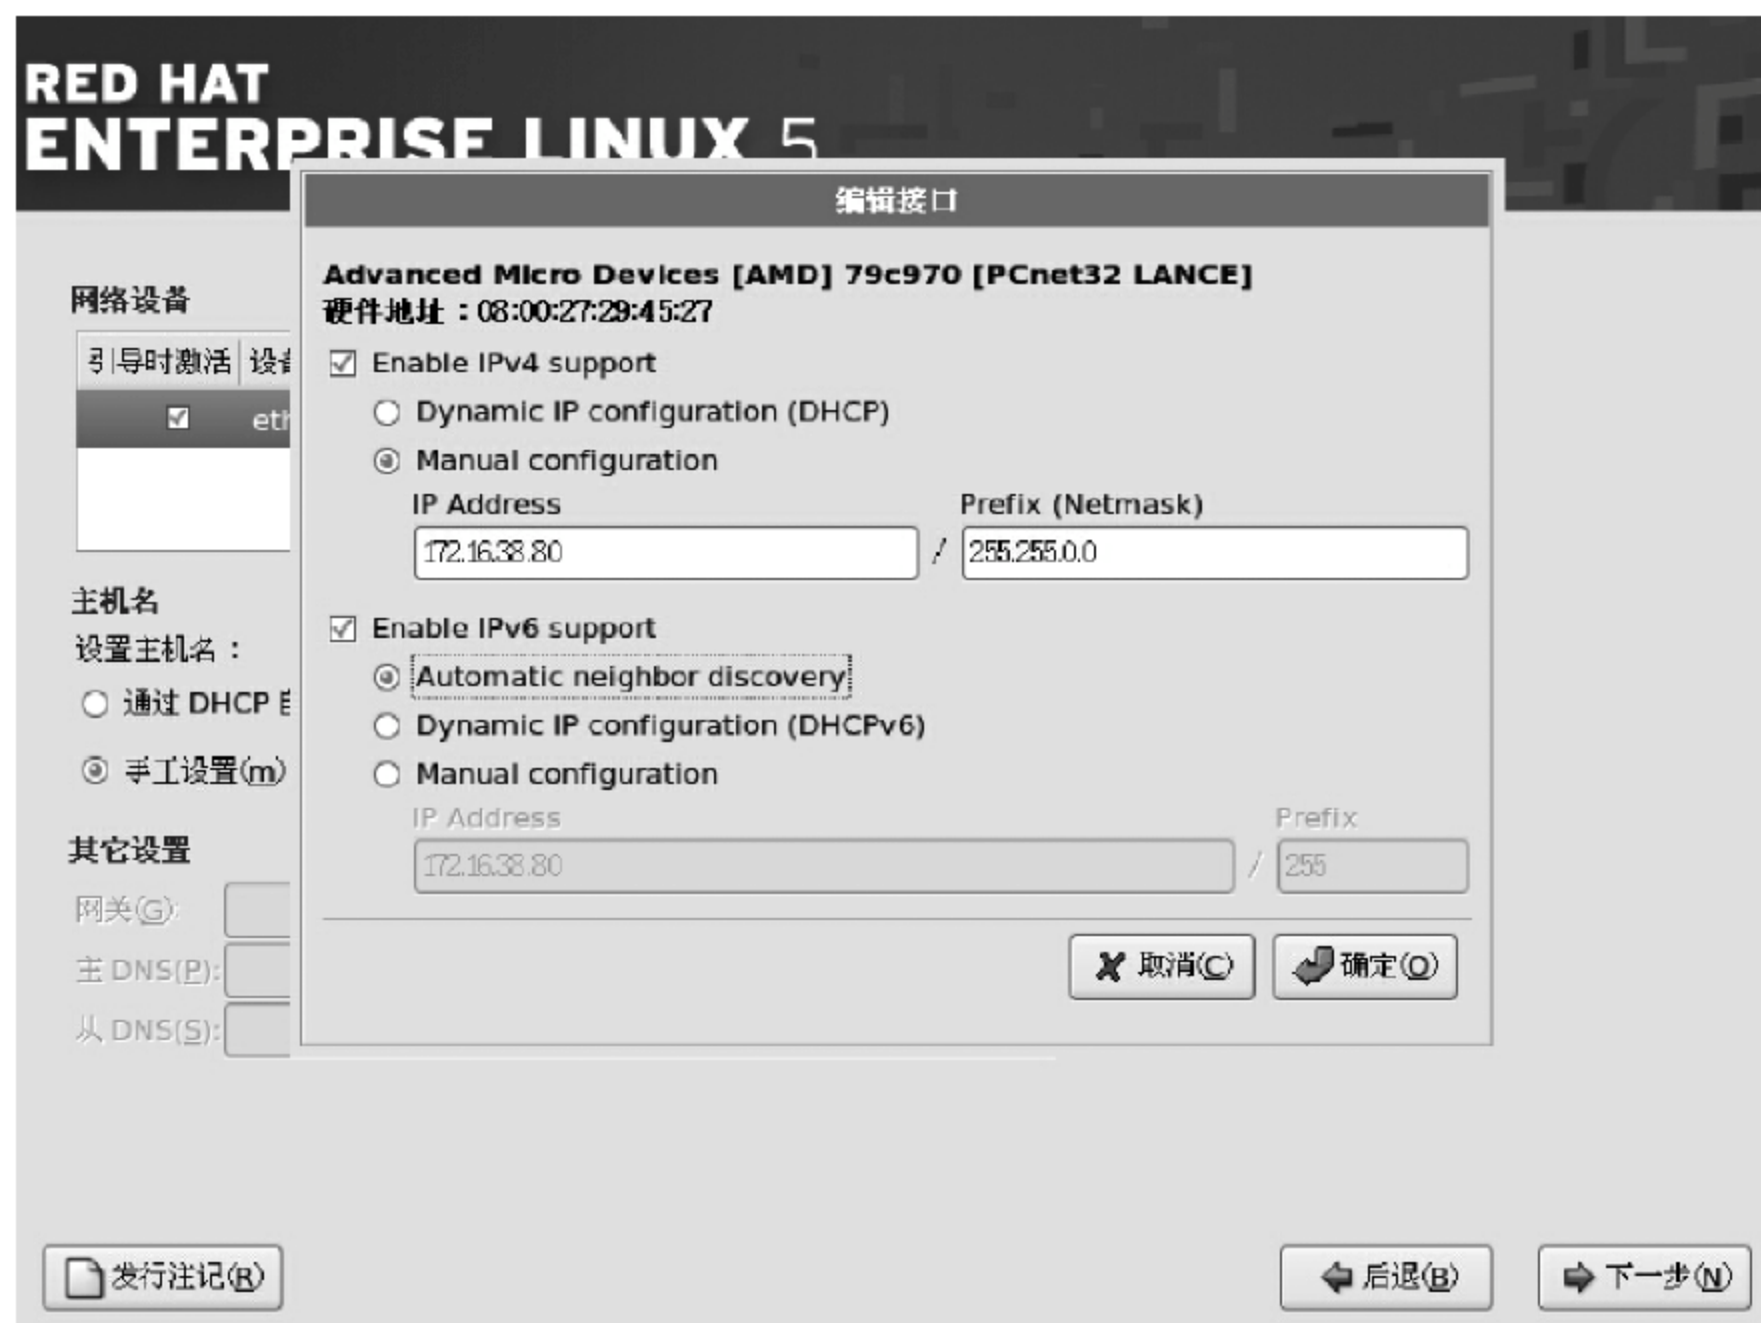 RED HAT
ENTERPRISE LINUX 5
编辑接口
Advanced Micro Devices [AMD] 79c970 [PCnet32 LANCE]
硬件地址：08:00:27:29:45:27
Enable IPv4 support
Dynamic IP configuration (DHCP)
Manual configuration
IP Address Prefix (Netmask)
172.16.38.80 / 255.255.0.0
Enable IPv6 support
Automatic neighbor discovery
Dynamic IP configuration (DHCPv6)
Manual configuration
IP Address Prefix
172.16.38.80 / 255
取消(C) 确定(O)
网络设备
引导时激活 设
eth
主机名
设置主机名：
通过 DHCP
手工设置(m)
其它设置
网关(G):
主 DNS(P):
从 DNS(S):
发行注记(R) 后退(B) 下一步(N)